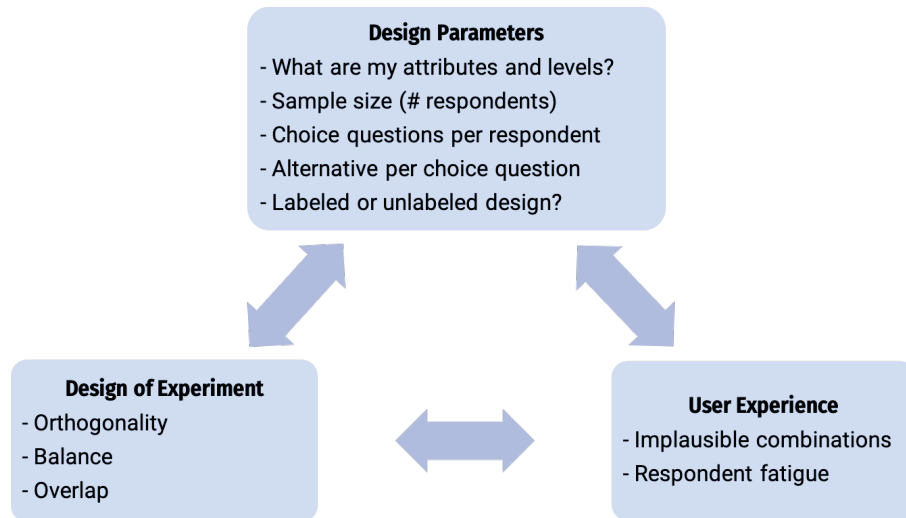 Design Parameters
- What are my attributes and levels?
- Sample size (# respondents)
- Choice questions per respondent
- Alternative per choice question
- Labeled or unlabeled design?
Design of Experiment
- Orthogonality
- Balance
- Overlap
User Experience
- Implausible combinations
- Respondent fatigue